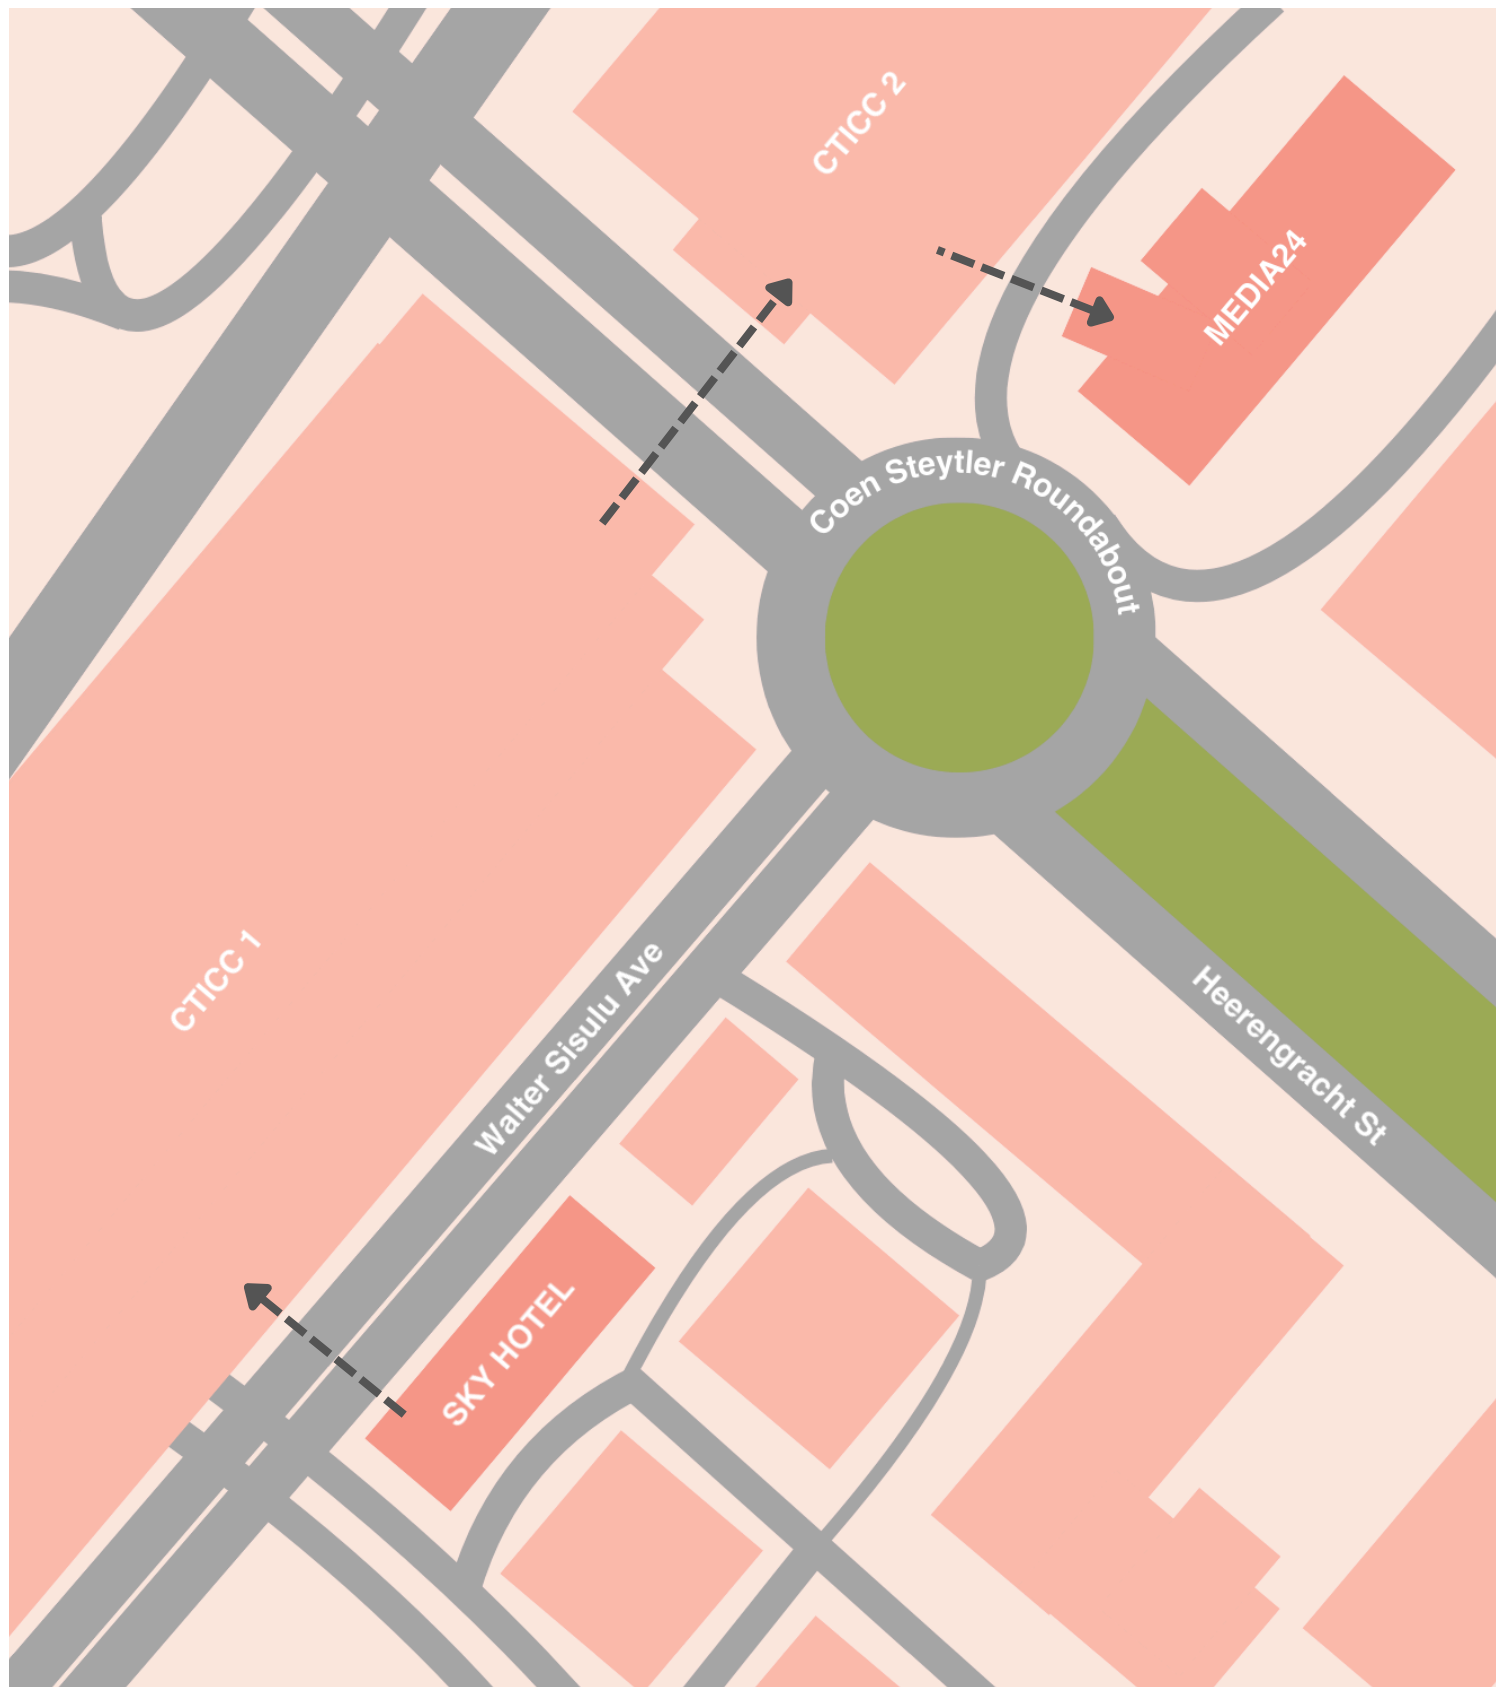 CTICC 2
MEDIA24
Coen Steytler Roundabout
CTICC 1
Walter Sisulu Ave
Heerengracht St
SKY HOTEL